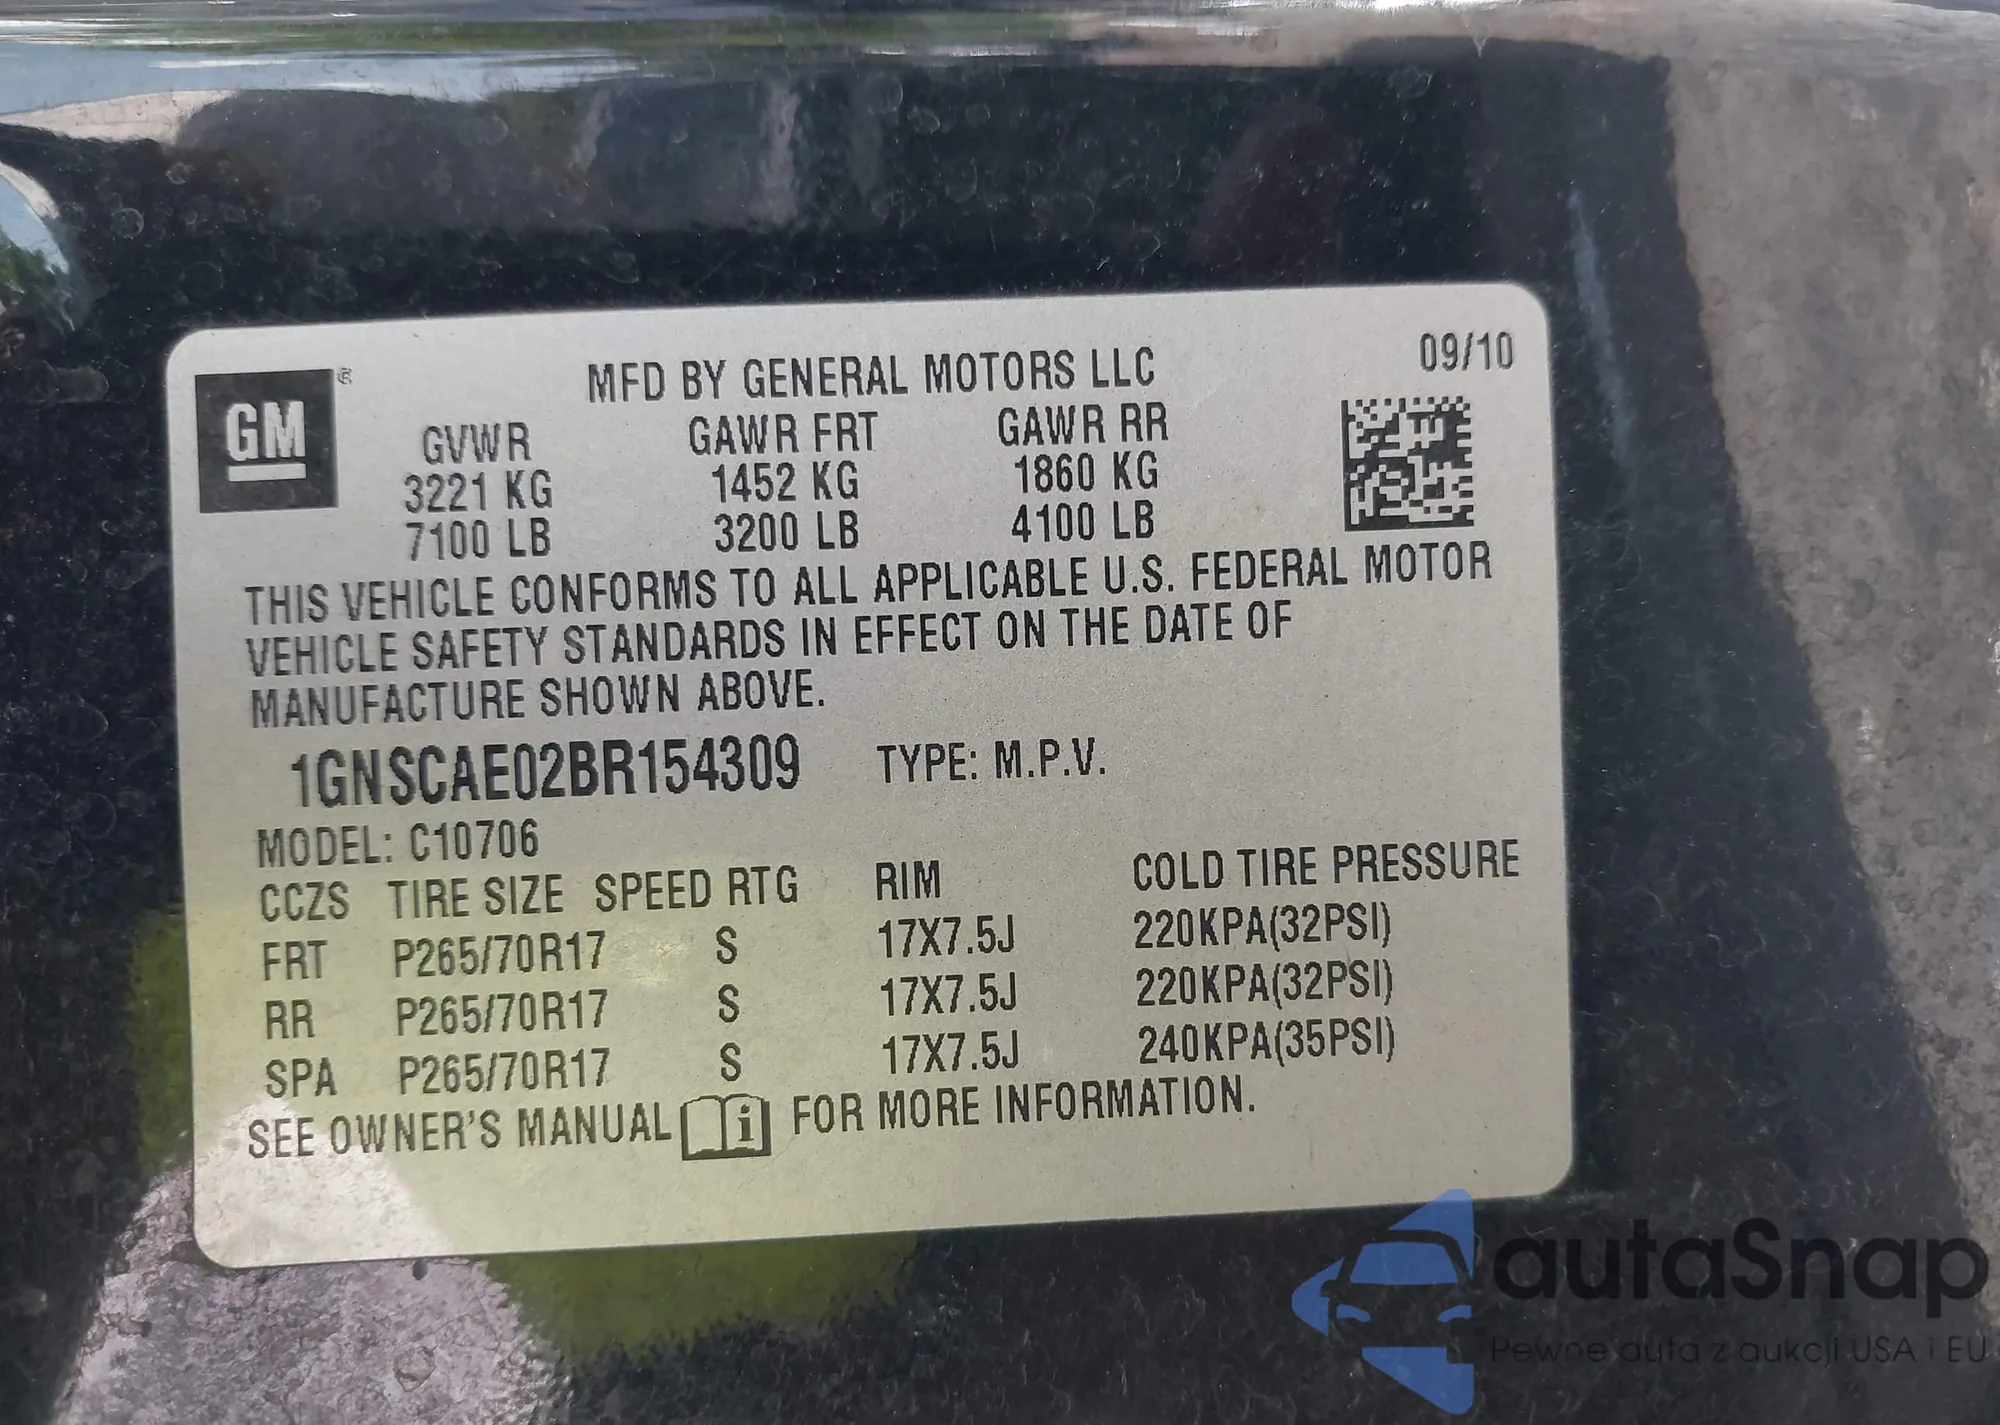 MFD BY GENERAL MOTORS LLC 09/10
GM ®
GVWR GAWR FRT GAWR RR
3221 KG 1452 KG 1860 KG
7100 LB 3200 LB 4100 LB
THIS VEHICLE CONFORMS TO ALL APPLICABLE U.S. FEDERAL MOTOR
VEHICLE SAFETY STANDARDS IN EFFECT ON THE DATE OF
MANUFACTURE SHOWN ABOVE.
1GNSCAE02BR154309 TYPE: M.P.V.
MODEL: C10706
CCZS TIRE SIZE SPEED RTG RIM COLD TIRE PRESSURE
FRT P265/70R17 S 17X7.5J 220KPA(32PSI)
RR P265/70R17 S 17X7.5J 220KPA(32PSI)
SPA P265/70R17 S 17X7.5J 240KPA(35PSI)
SEE OWNER'S MANUAL i FOR MORE INFORMATION.
autaSnap
Pewne auta z aukcji USA i EU